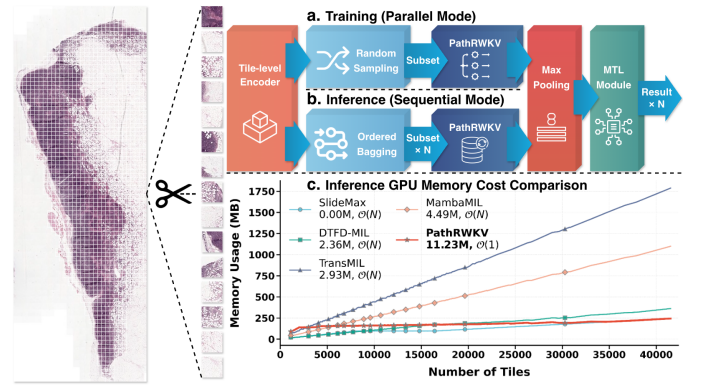 a. Training (Parallel Mode)
Tile-level
Encoder
Random
Sampling
Subset
PathRWKV
Max
Pooling
MTL
Module
Result
× N
b. Inference (Sequential Mode)
Ordered
Bagging
Subset
× N
PathRWKV
c. Inference GPU Memory Cost Comparison
SlideMax
0.00M, 𝒪(N)
DTFD-MIL
2.36M, 𝒪(N)
TransMIL
2.93M, 𝒪(N)
MambaMIL
4.49M, 𝒪(N)
PathRWKV
11.23M, 𝒪(1)
Memory Usage (MB)
1750
1500
1250
1000
750
500
250
0
0
5000
10000
15000
20000
25000
30000
35000
40000
Number of Tiles